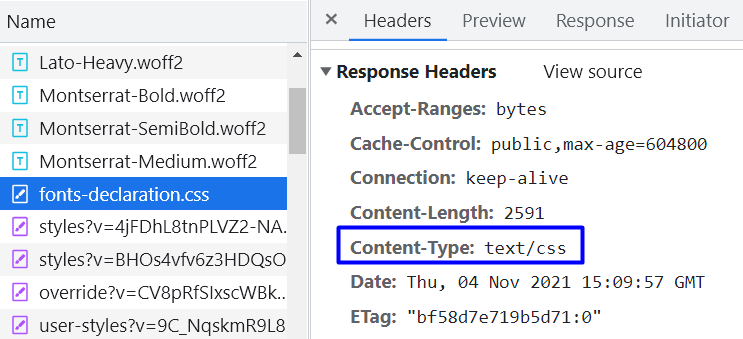 Name
Lato-Heavy.woff2
Montserrat-Bold.woff2
Montserrat-SemiBold.woff2
Montserrat-Medium.woff2
fonts-declaration.css
styles?v=4jFDhL8tnPLVZ2-NA...
styles?v=BHOs4vfv6z3HDQsO
override?v=CV8pRfSIxscWBk...
user-styles?v=9C_NqskmR9L8
Headers Preview Response Initiator
Response Headers View source
Accept-Ranges: bytes
Cache-Control: public,max-age=604800
Connection: keep-alive
Content-Length: 2591
Content-Type: text/css
Date: Thu, 04 Nov 2021 15:09:57 GMT
ETag: "bf58d7e719b5d71:0"